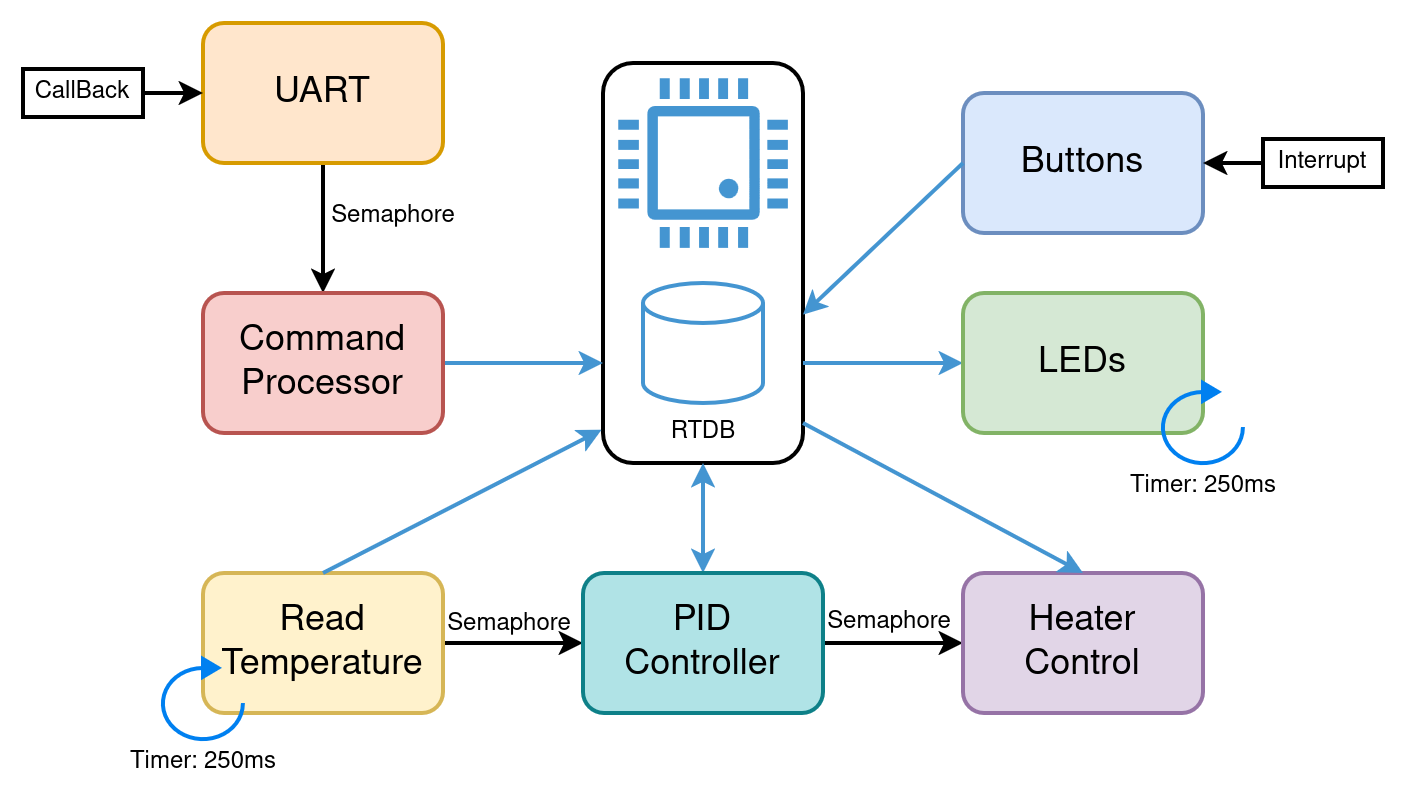 CallBack
UART
Semaphore
Command
Processor
RTDB
Buttons
Interrupt
LEDs
Timer: 250ms
Read
Temperature
Timer: 250ms
Semaphore
PID
Controller
Semaphore
Heater
Control